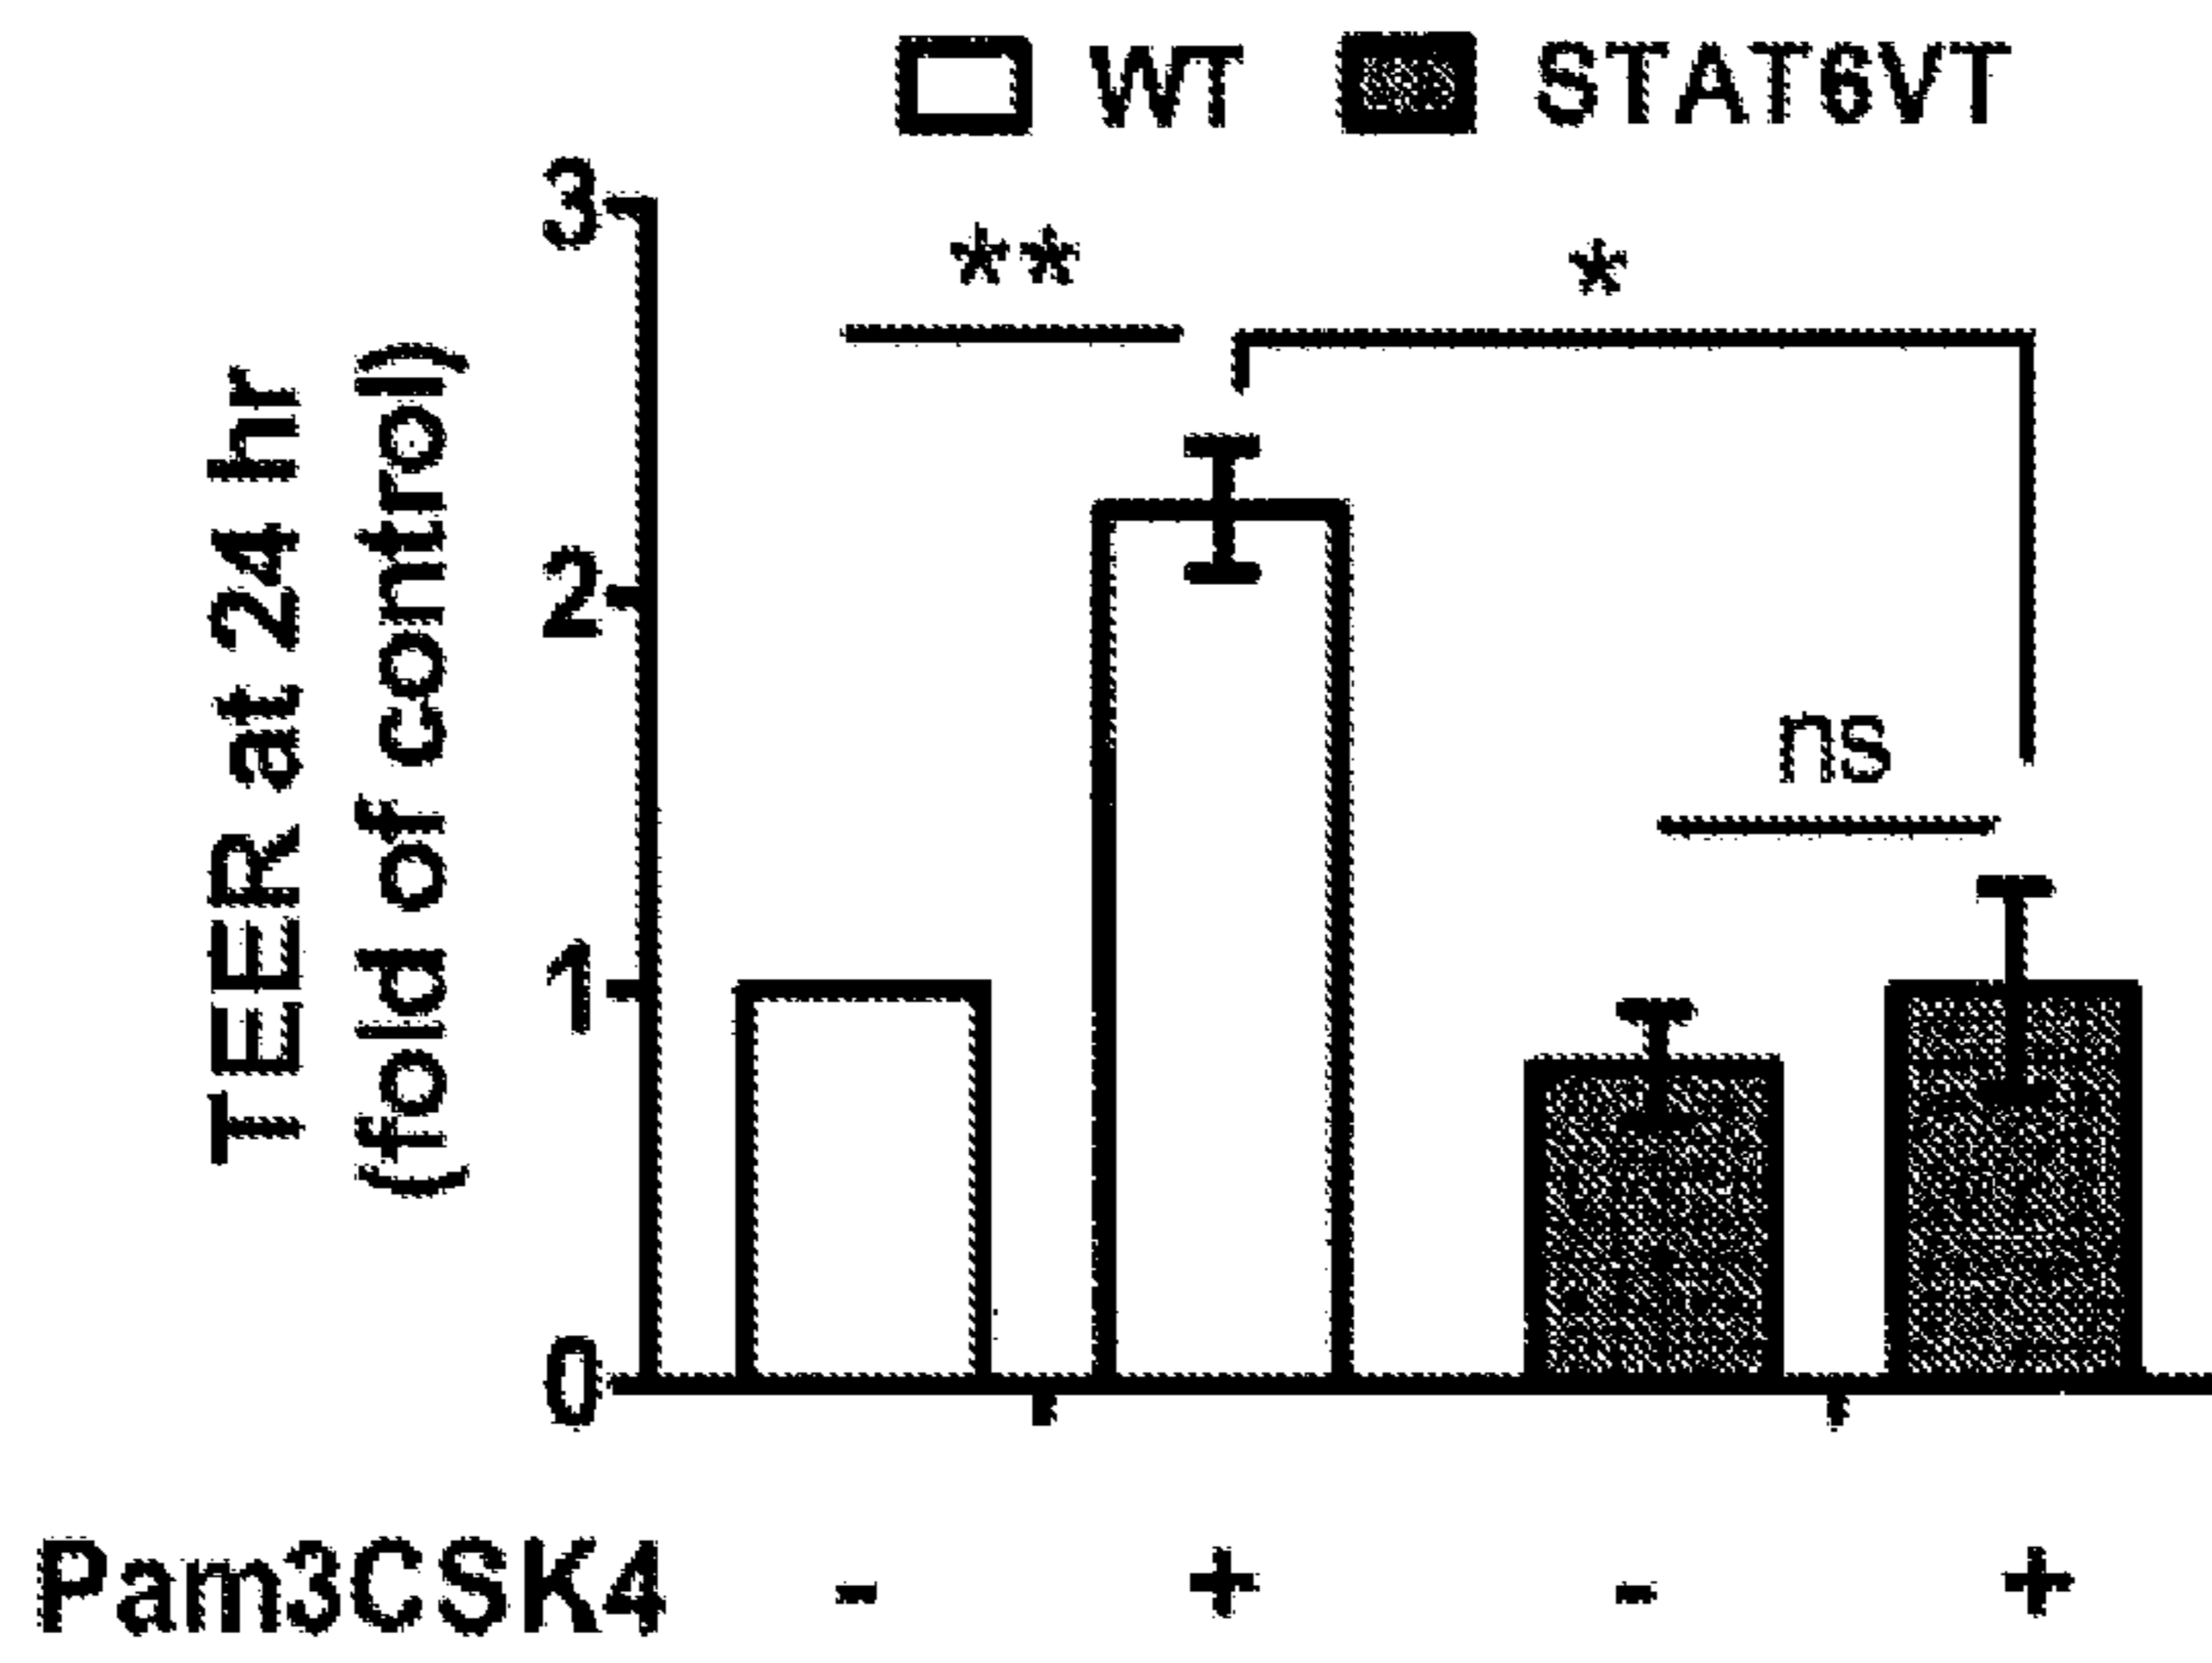 WT STAT6VT
TEER at 24 hr
(fold of control)
3
2
1
0
**
*
ns
Pam3CSK4 - + - +